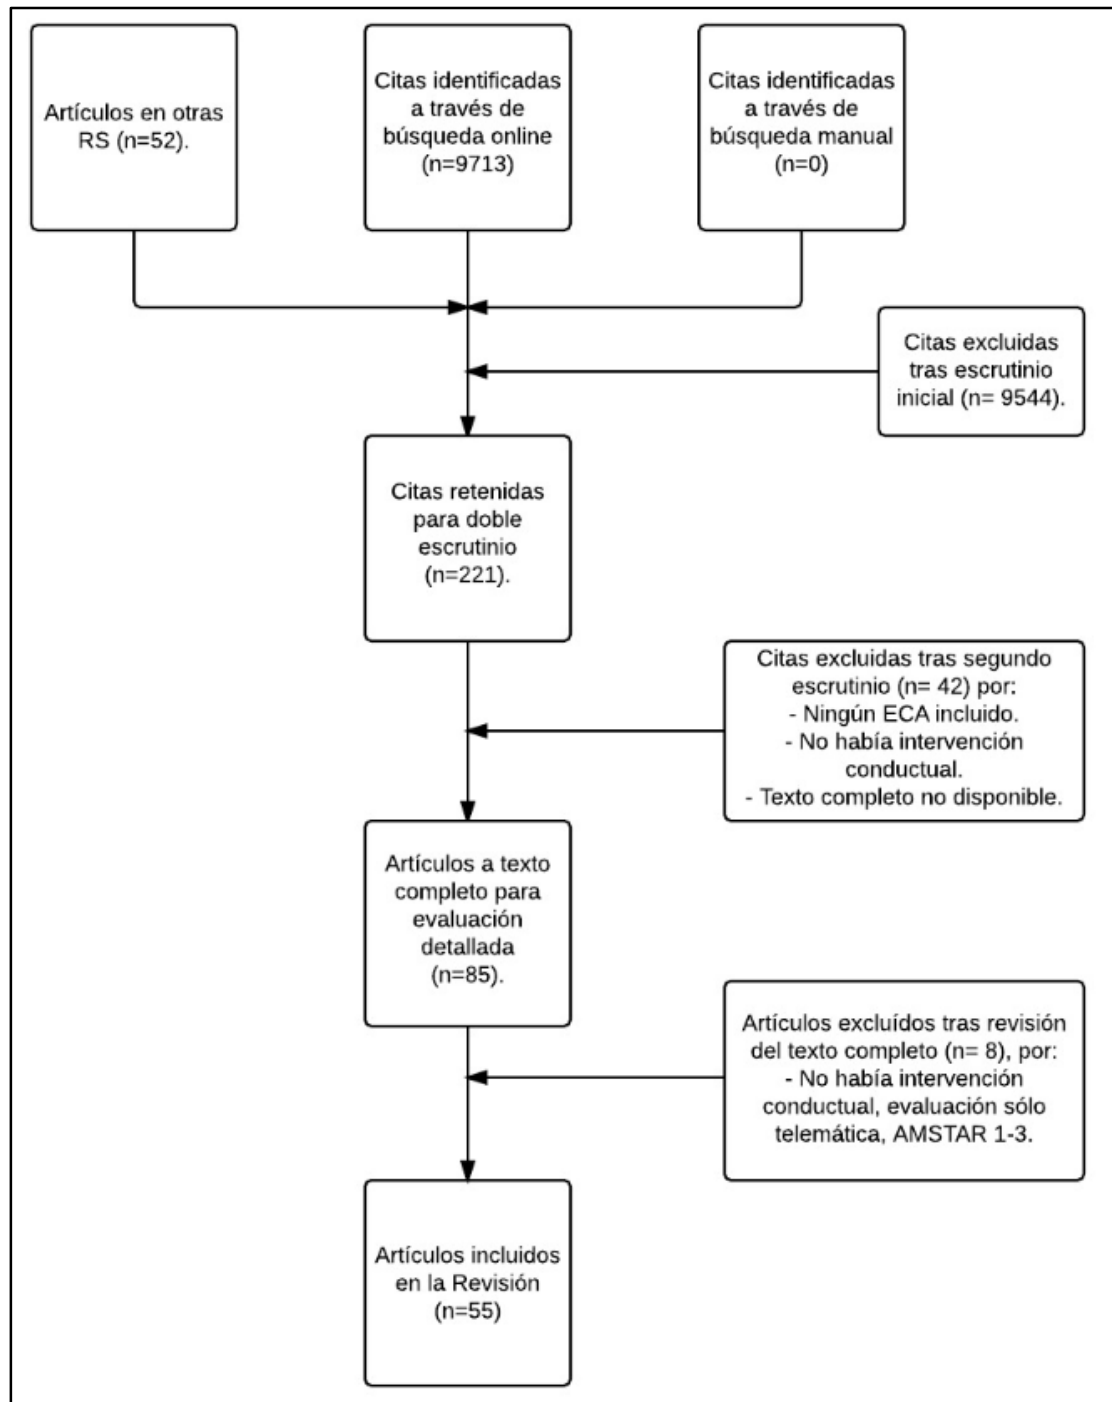 Artículos en otras
RS (n=52).
Citas identificadas
a través de
búsqueda online
(n=9713)
Citas identificadas
a través de
búsqueda manual
(n=0)
Citas excluidas
tras escrutinio
inicial (n= 9544).
Citas retenidas
para doble
escrutinio
(n=221).
Citas excluidas tras segundo
escrutinio (n= 42) por:
- Ningún ECA incluido.
- No había intervención
conductual.
- Texto completo no disponible.
Artículos a texto
completo para
evaluación
detallada
(n=85).
Artículos excluídos tras revisión
del texto completo (n= 8), por:
- No había intervención
conductual, evaluación sólo
telemática, AMSTAR 1-3.
Artículos incluidos
en la Revisión
(n=55)